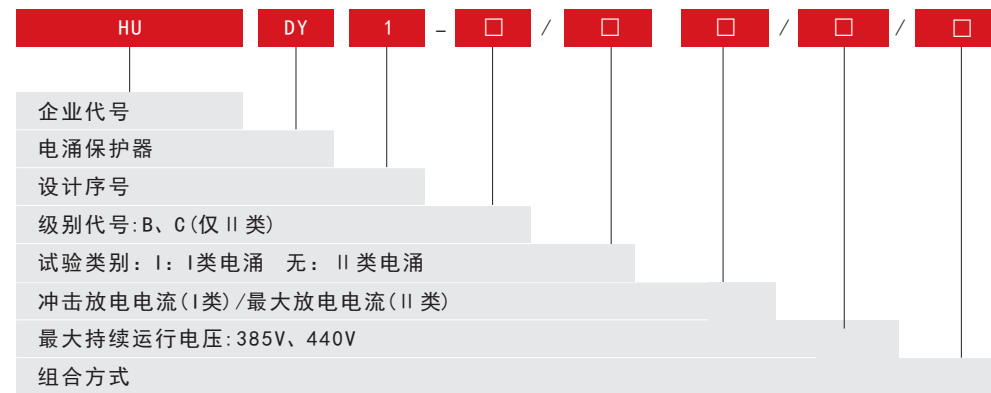 HU DY 1 - □ / □ □ / □ / □
企业代号
电涌保护器
设计序号
级别代号:B、C(仅Ⅱ类)
试验类别：I：I类电涌 无：Ⅱ类电涌
冲击放电电流(I类)/最大放电电流(Ⅱ类)
最大持续运行电压:385V、440V
组合方式